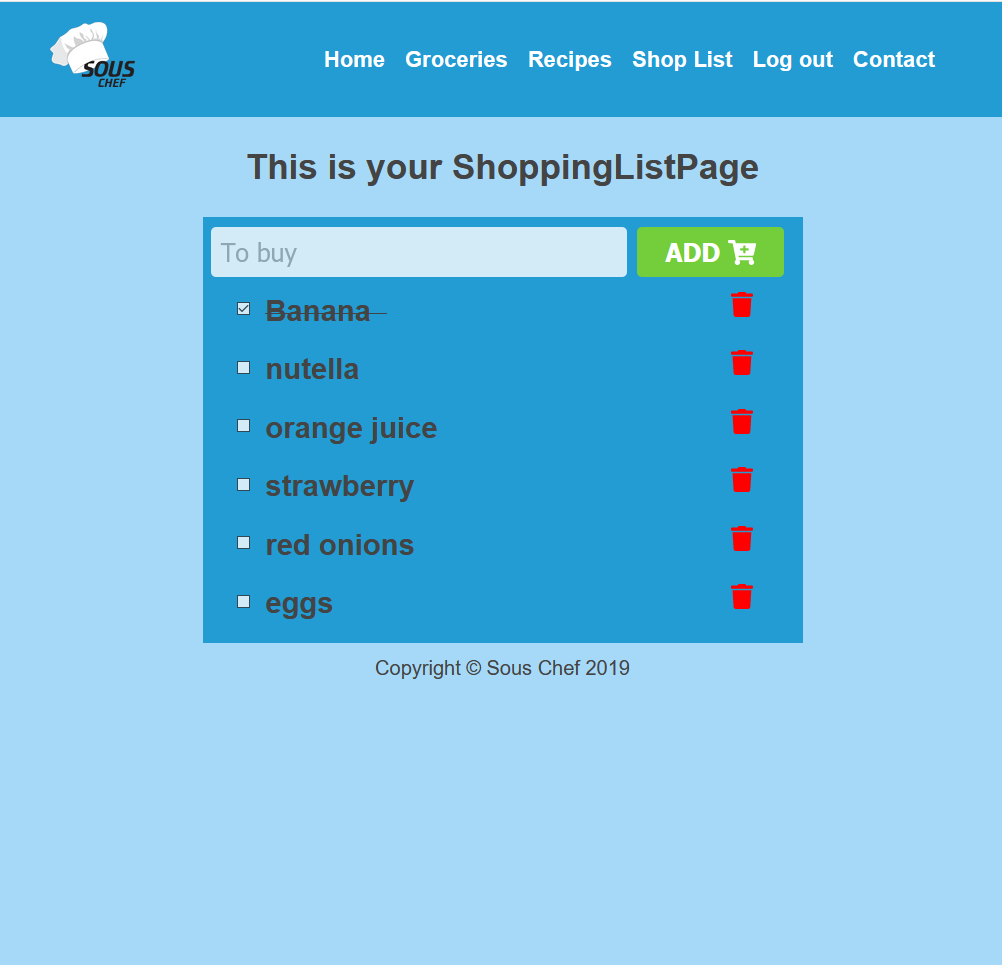 SOUS
CHEF
Home Groceries Recipes Shop List Log out Contact
This is your ShoppingListPage
To buy
ADD
Banana
nutella
orange juice
strawberry
red onions
eggs
Copyright © Sous Chef 2019